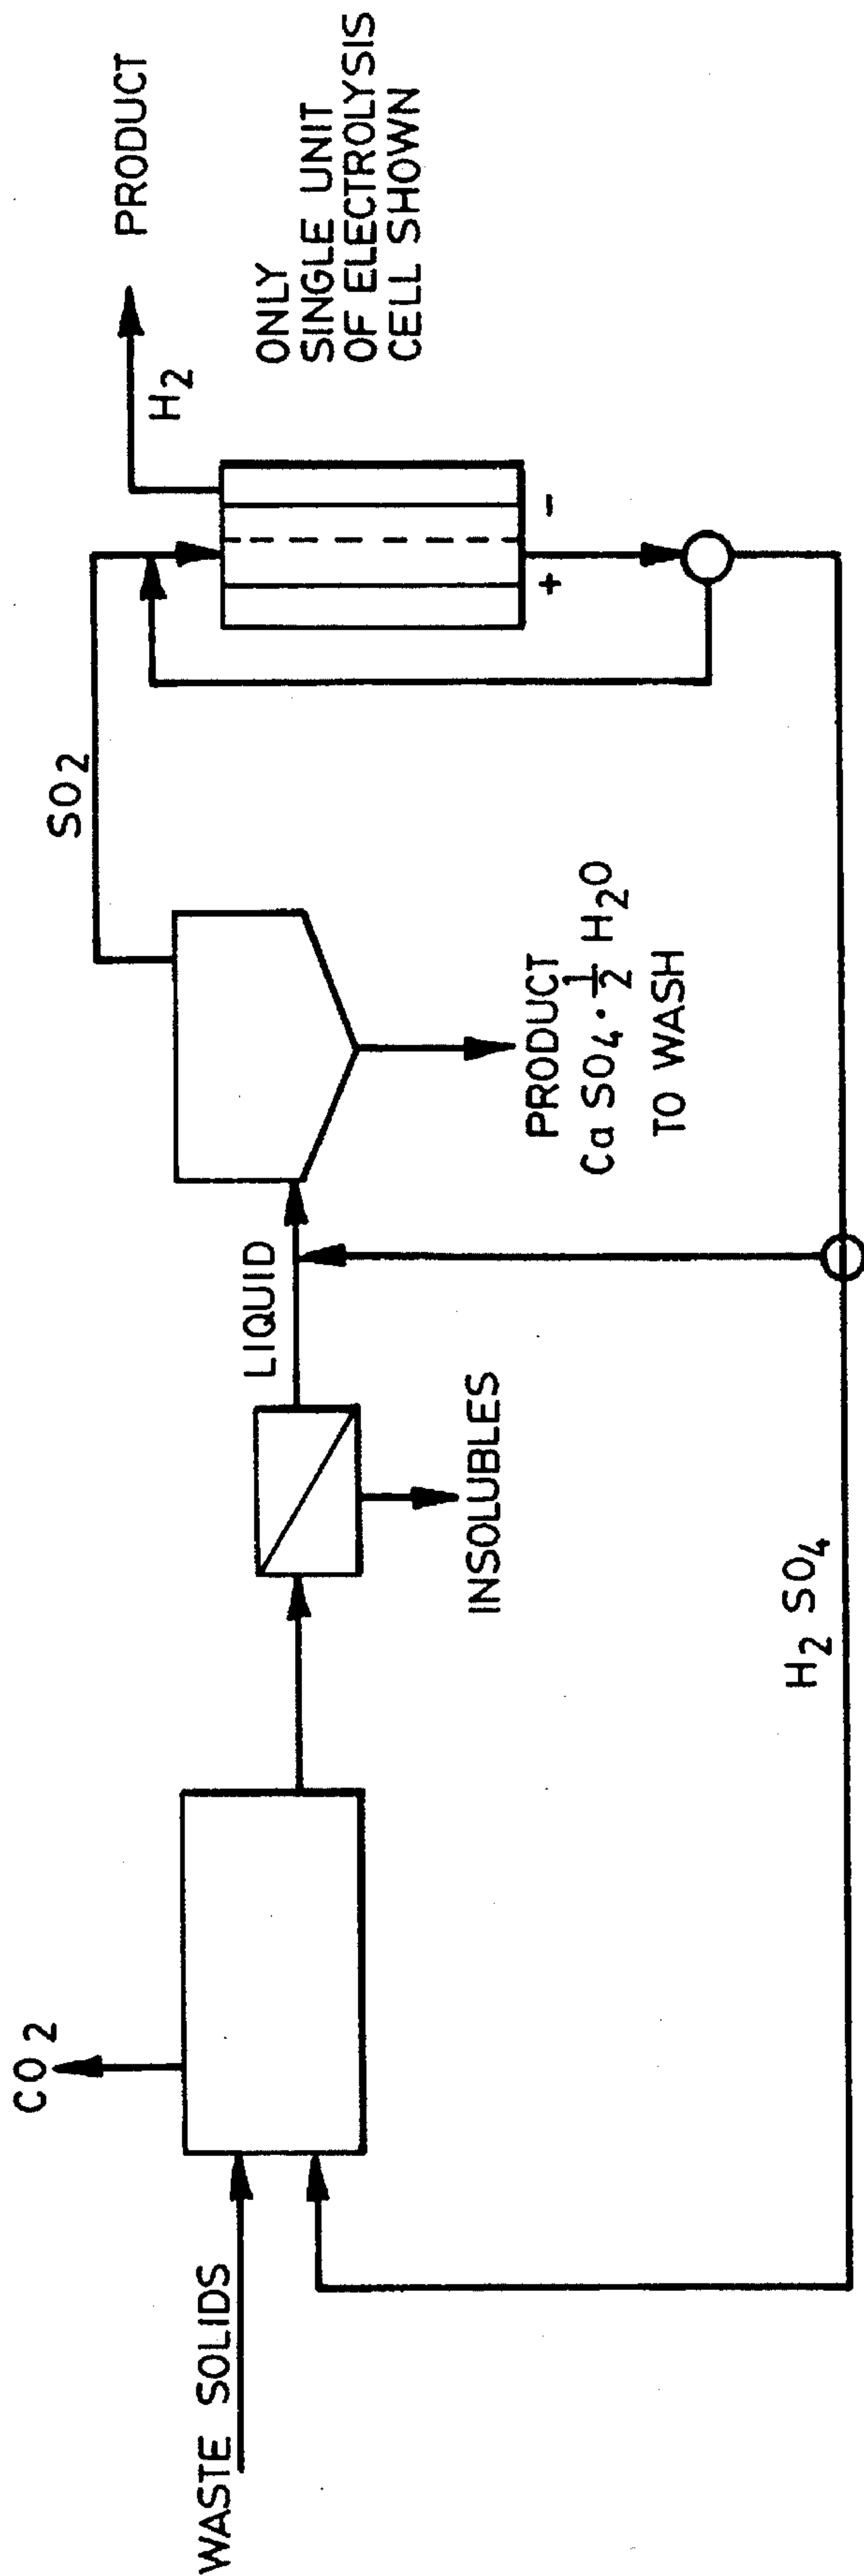 WASTE SOLIDS
CO2
INSOLUBLES
LIQUID
H2 SO4
PRODUCT
Ca SO4 · 1/2 H2O
TO WASH
SO2
+
-
H2
PRODUCT
ONLY
SINGLE UNIT
OF ELECTROLYSIS
CELL SHOWN